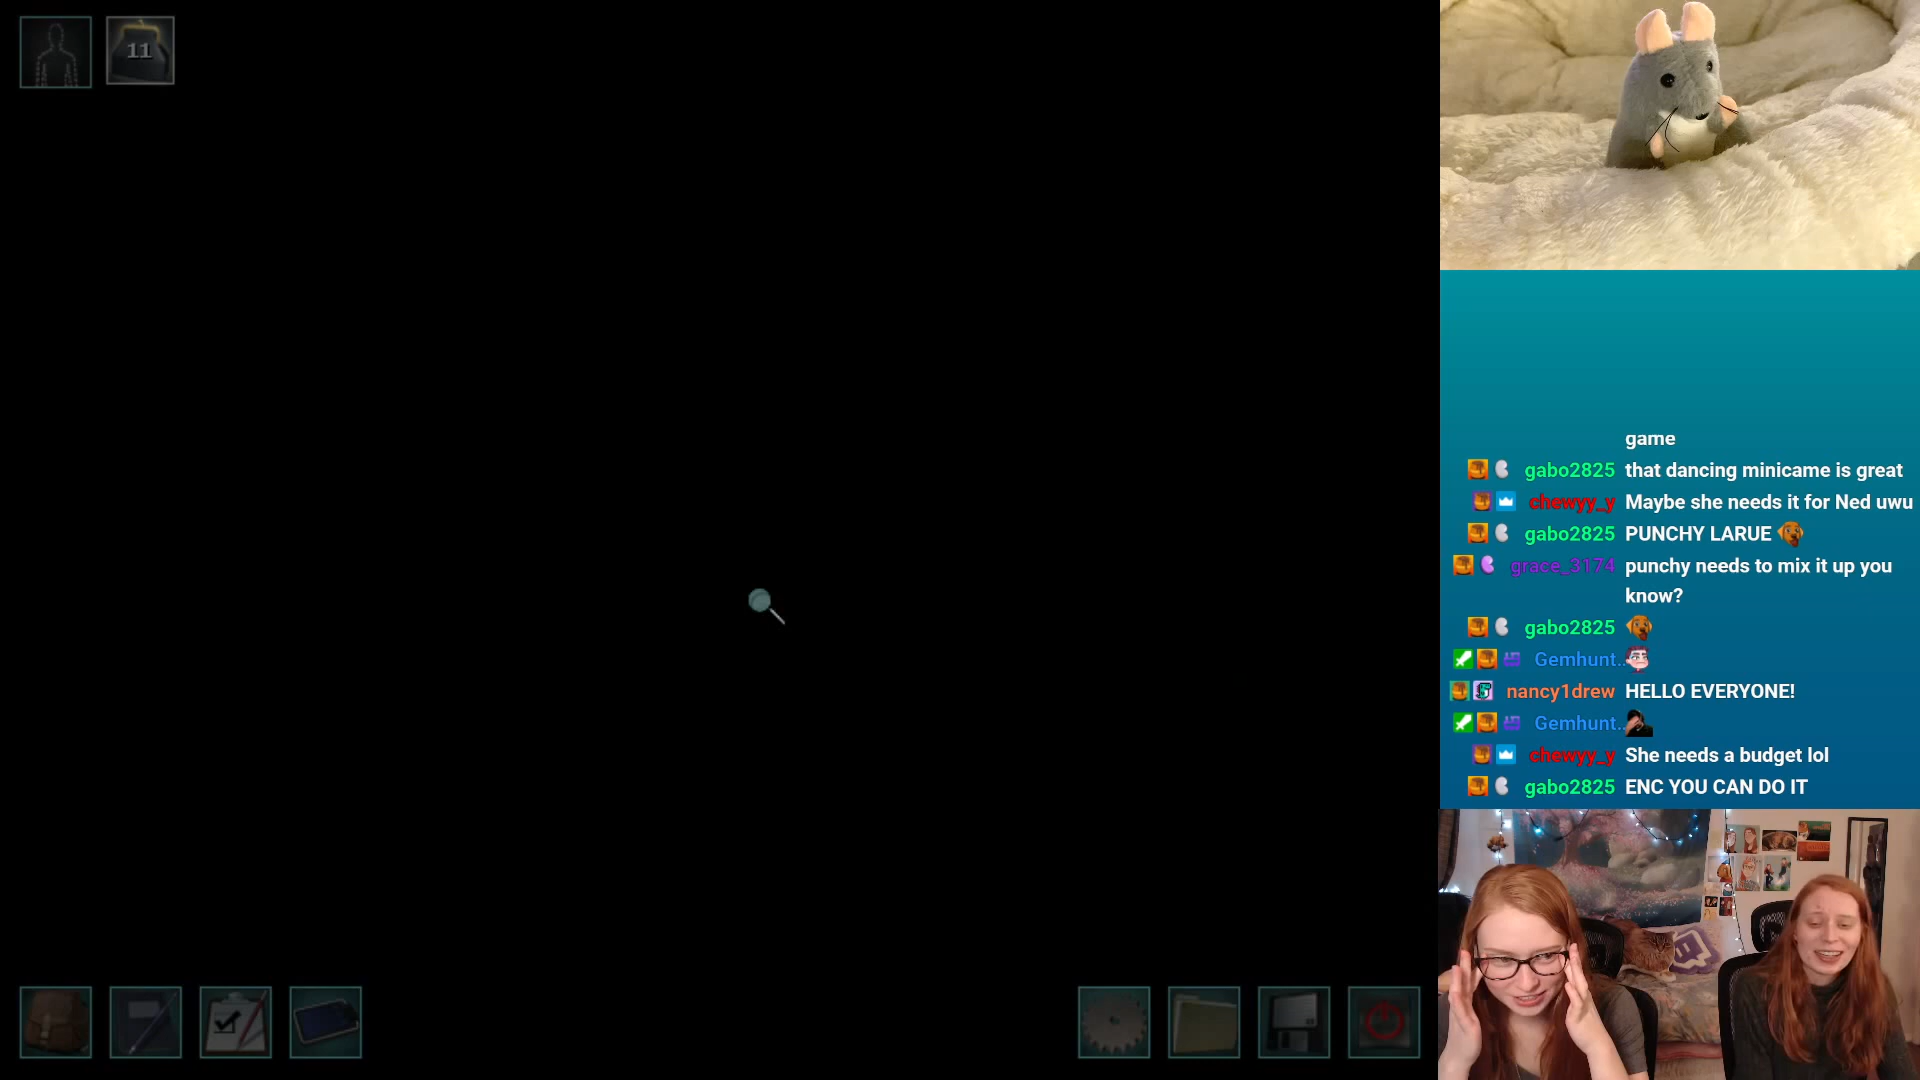 11
game
gabo2825 that dancing minicame is great
chewyy_y Maybe she needs it for Ned uwu
gabo2825 PUNCHY LARUE
grace_3174 punchy needs to mix it up you
know?
gabo2825
Gemhunt..
nancy1drew HELLO EVERYONE!
Gemhunt..
chewyy_y She needs a budget lol
gabo2825 ENC YOU CAN DO IT